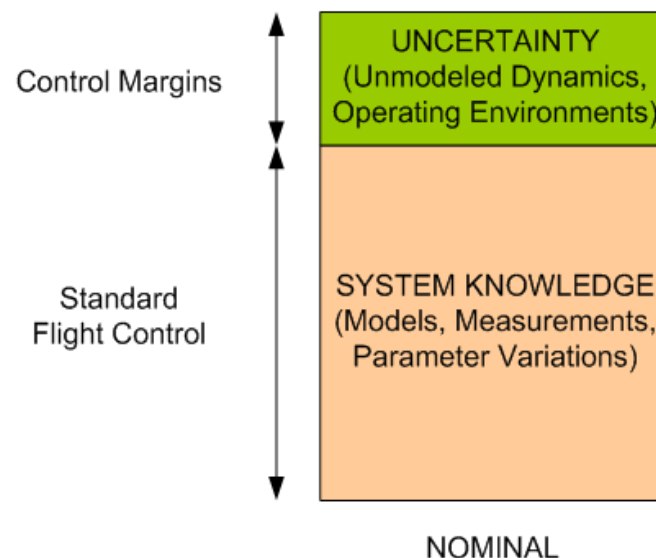 Control Margins
UNCERTAINTY
(Unmodeled Dynamics,
Operating Environments)
Standard
Flight Control
SYSTEM KNOWLEDGE
(Models, Measurements,
Parameter Variations)
NOMINAL